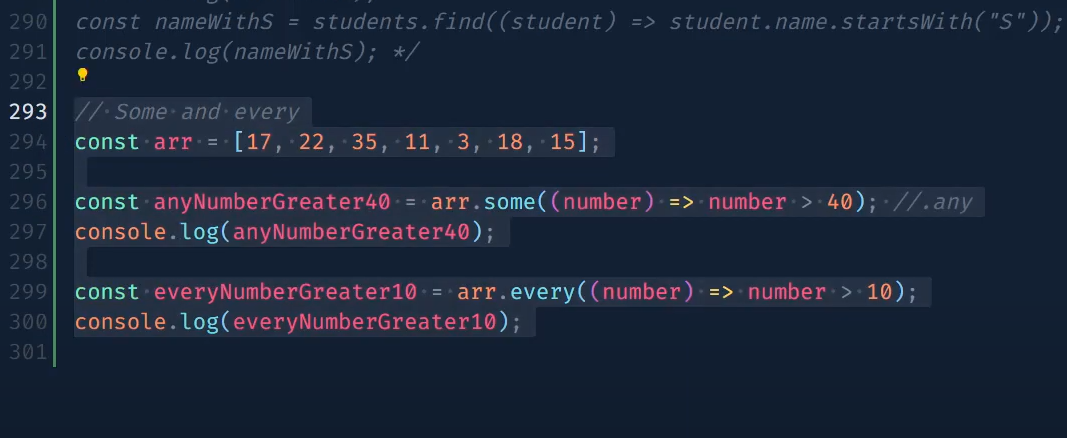 290 const nameWithS = students.find((student) => student.name.startsWith("S"));
291 console.log(nameWithS); */
292
293 // Some and every
294 const arr = [17, 22, 35, 11, 3, 18, 15];
295
296 const anyNumberGreater40 = arr.some((number) => number > 40); //.any
297 console.log(anyNumberGreater40);
298
299 const everyNumberGreater10 = arr.every((number) => number > 10);
300 console.log(everyNumberGreater10);
301